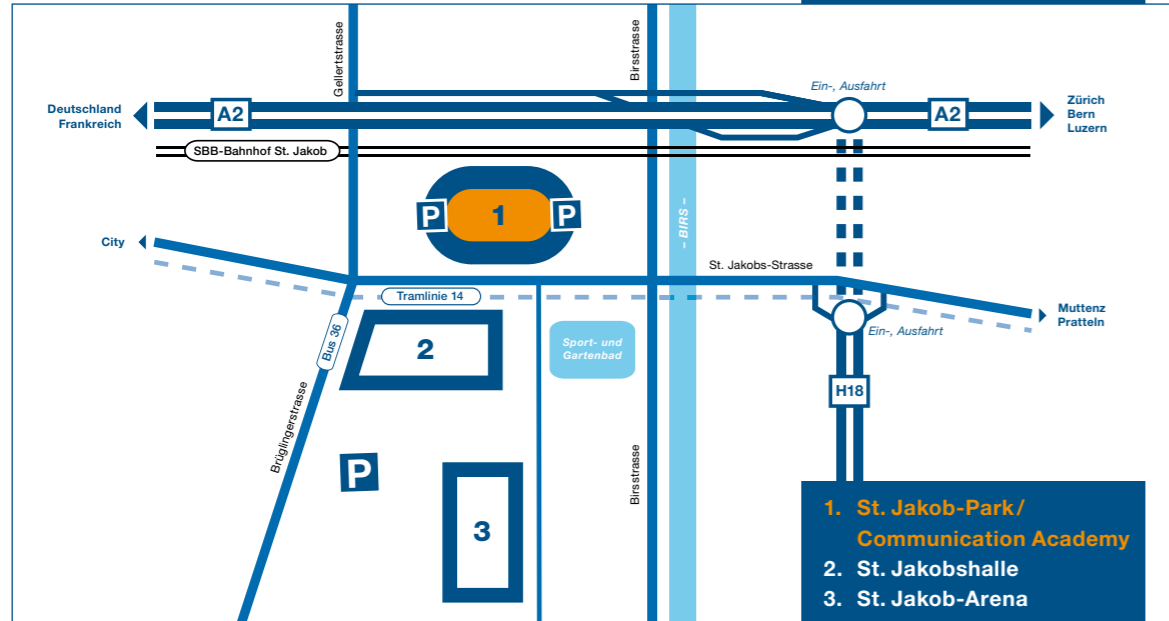 Gellertstrasse
Birsstrasse
Ein-, Ausfahrt
Deutschland
Frankreich
A2
A2
Zürich
Bern
Luzern
SBB-Bahnhof St. Jakob
P
1
P
– BIRS –
City
St. Jakobs-Strasse
Tramlinie 14
Muttenz
Pratteln
Bus 36
2
Sport- und
Gartenbad
Ein-, Ausfahrt
H18
Brüglingerstrasse
P
3
Birsstrasse
1. St. Jakob-Park/
Communication Academy
2. St. Jakobshalle
3. St. Jakob-Arena